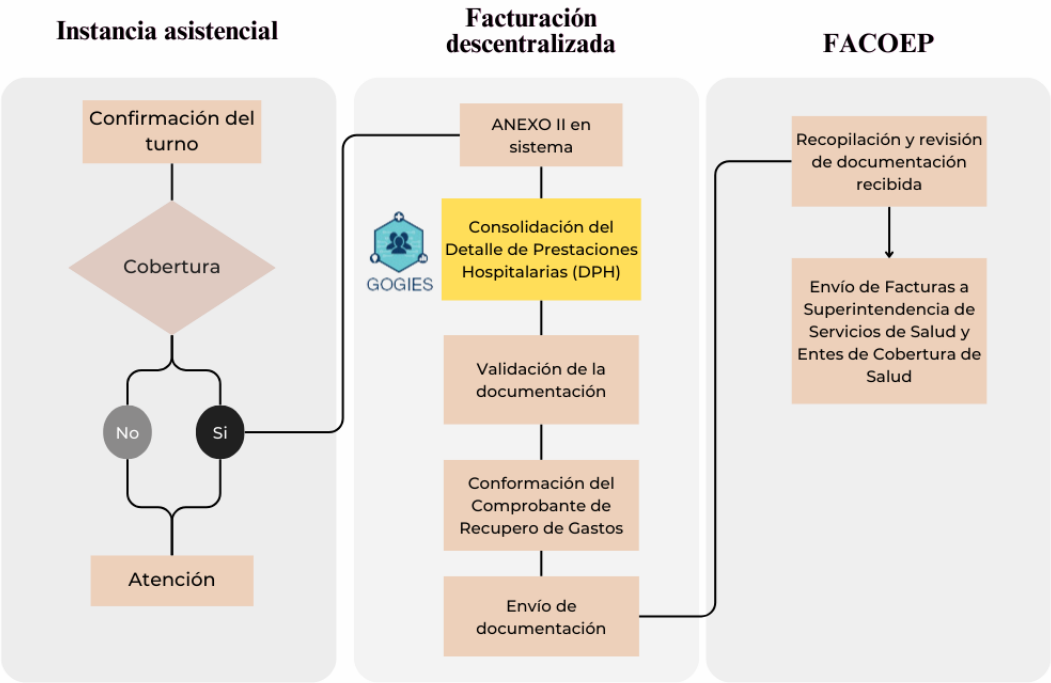 Instancia asistencial
Confirmación del
turno
Cobertura
No
Si
Atención
Facturación
descentralizada
ANEXO II en
sistema
GOGIES
Consolidación del
Detalle de Prestaciones
Hospitalarias (DPH)
Validación de la
documentación
Conformación del
Comprobante de
Recupero de Gastos
Envío de
documentación
FACOEP
Recopilación y revisión
de documentación
recibida
Envío de Facturas a
Superintendencia de
Servicios de Salud y
Entes de Cobertura de
Salud